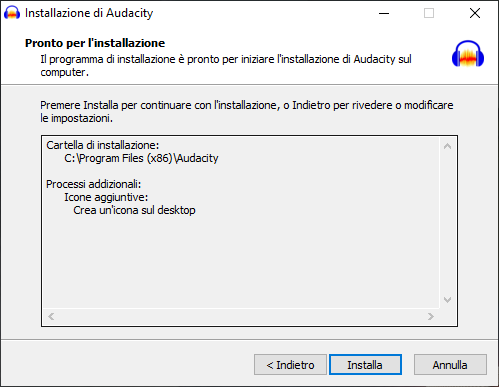 Installazione di Audacity
Pronto per l'installazione
Il programma di installazione è pronto per iniziare l'installazione di Audacity sul
computer.
Premere Installa per continuare con l'installazione, o Indietro per rivedere o modificare
le impostazioni.
Cartella di installazione:
C:\Program Files (x86)\Audacity
Processi addizionali:
Icone aggiuntive:
Crea un'icona sul desktop
< Indietro
Installa
Annulla